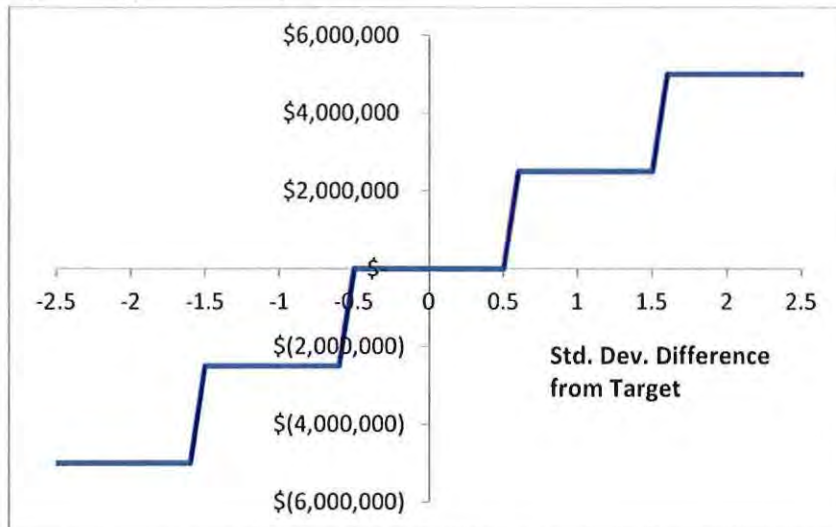 $6,000,000
$4,000,000
$2,000,000
$-
-2.5 -2 -1.5 -1 -0.5 0 0.5 1 1.5 2 2.5
$(2,000,000)
Std. Dev. Difference
from Target
$(4,000,000)
$(6,000,000)